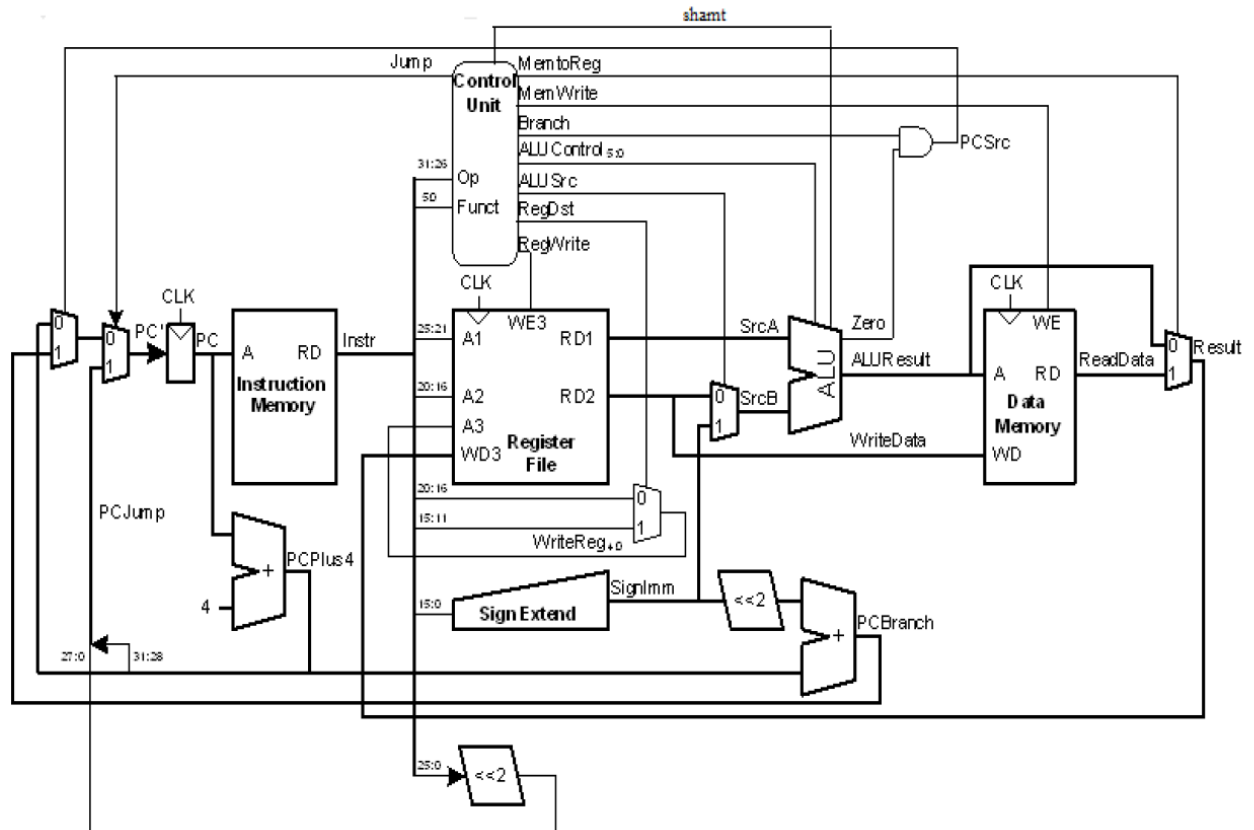 shamt
Jump
Control
Unit
MemtoReg
MemWrite
Branch
ALUControl 5:0
ALUSrc
RegDst
RegWrite
PCSrc
31:26
Op
5:0
Funct
CLK
CLK
CLK
0
1
0
1
PC'
PC
A
RD
Instruction
Memory
Instr
25:21
A1
WE3
RD1
20:16
A2
RD2
A3
WD3
Register
File
SrcA
0
1
SrcB
ALU
Zero
ALUResult
WE
A
RD
Data
Memory
WD
ReadData
0
1
Result
WriteData
20:16
0
15:11
1
WriteReg4:0
PCJump
PCPlus4
+
4
SignImm
15:0
Sign Extend
<<2
+
PCBranch
27:0
31:28
25:0
<<2